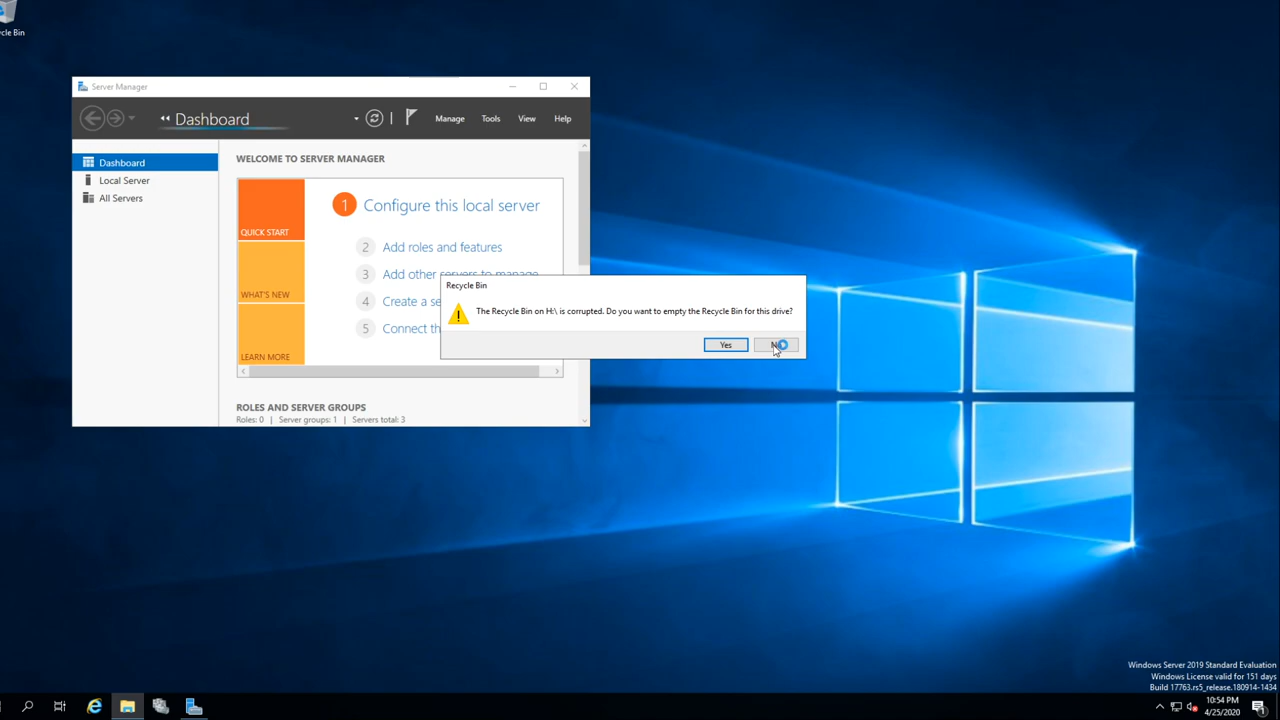 cle Bin
Server Manager
Dashboard
Manage
Tools
View
Help
Dashboard
Local Server
All Servers
WELCOME TO SERVER MANAGER
QUICK START
WHAT'S NEW
LEARN MORE
1 Configure this local server
2 Add roles and features
3 Add other servers to manage
4 Create a se
5 Connect th
ROLES AND SERVER GROUPS
Roles: 0 | Server groups: 1 | Servers total: 3
Recycle Bin
The Recycle Bin on H:\ is corrupted. Do you want to empty the Recycle Bin for this drive?
Yes
Windows Server 2019 Standard Evaluation
Windows License valid for 151 days
Build 17763.rs5_release.180914-1434
10:54 PM
4/25/2020
1